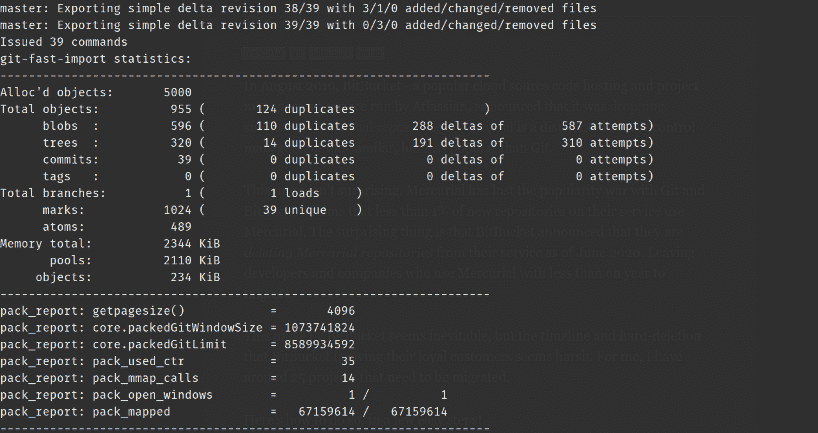 master: Exporting simple delta revision 38/39 with 3/1/0 added/changed/removed files
master: Exporting simple delta revision 39/39 with 0/3/0 added/changed/removed files
Issued 39 commands
git-fast-import statistics:
---------------------------------------------------------------------
Alloc'd objects:       5000
Total objects:          955 (       124 duplicates                  )
      blobs  :          596 (       110 duplicates        288 deltas of        587 attempts)
      trees  :          320 (        14 duplicates        191 deltas of        310 attempts)
      commits:           39 (         0 duplicates          0 deltas of          0 attempts)
      tags   :            0 (         0 duplicates          0 deltas of          0 attempts)
Total branches:           1 (         1 loads     )
      marks:           1024 (        39 unique    )
      atoms:            489
Memory total:          2344 KiB
       pools:          2110 KiB
     objects:           234 KiB
---------------------------------------------------------------------
pack_report: getpagesize()            =       4096
pack_report: core.packedGitWindowSize = 1073741824
pack_report: core.packedGitLimit      = 8589934592
pack_report: pack_used_ctr            =         35
pack_report: pack_mmap_calls          =         14
pack_report: pack_open_windows        =          1 /          1
pack_report: pack_mapped              =   67159614 /   67159614
---------------------------------------------------------------------